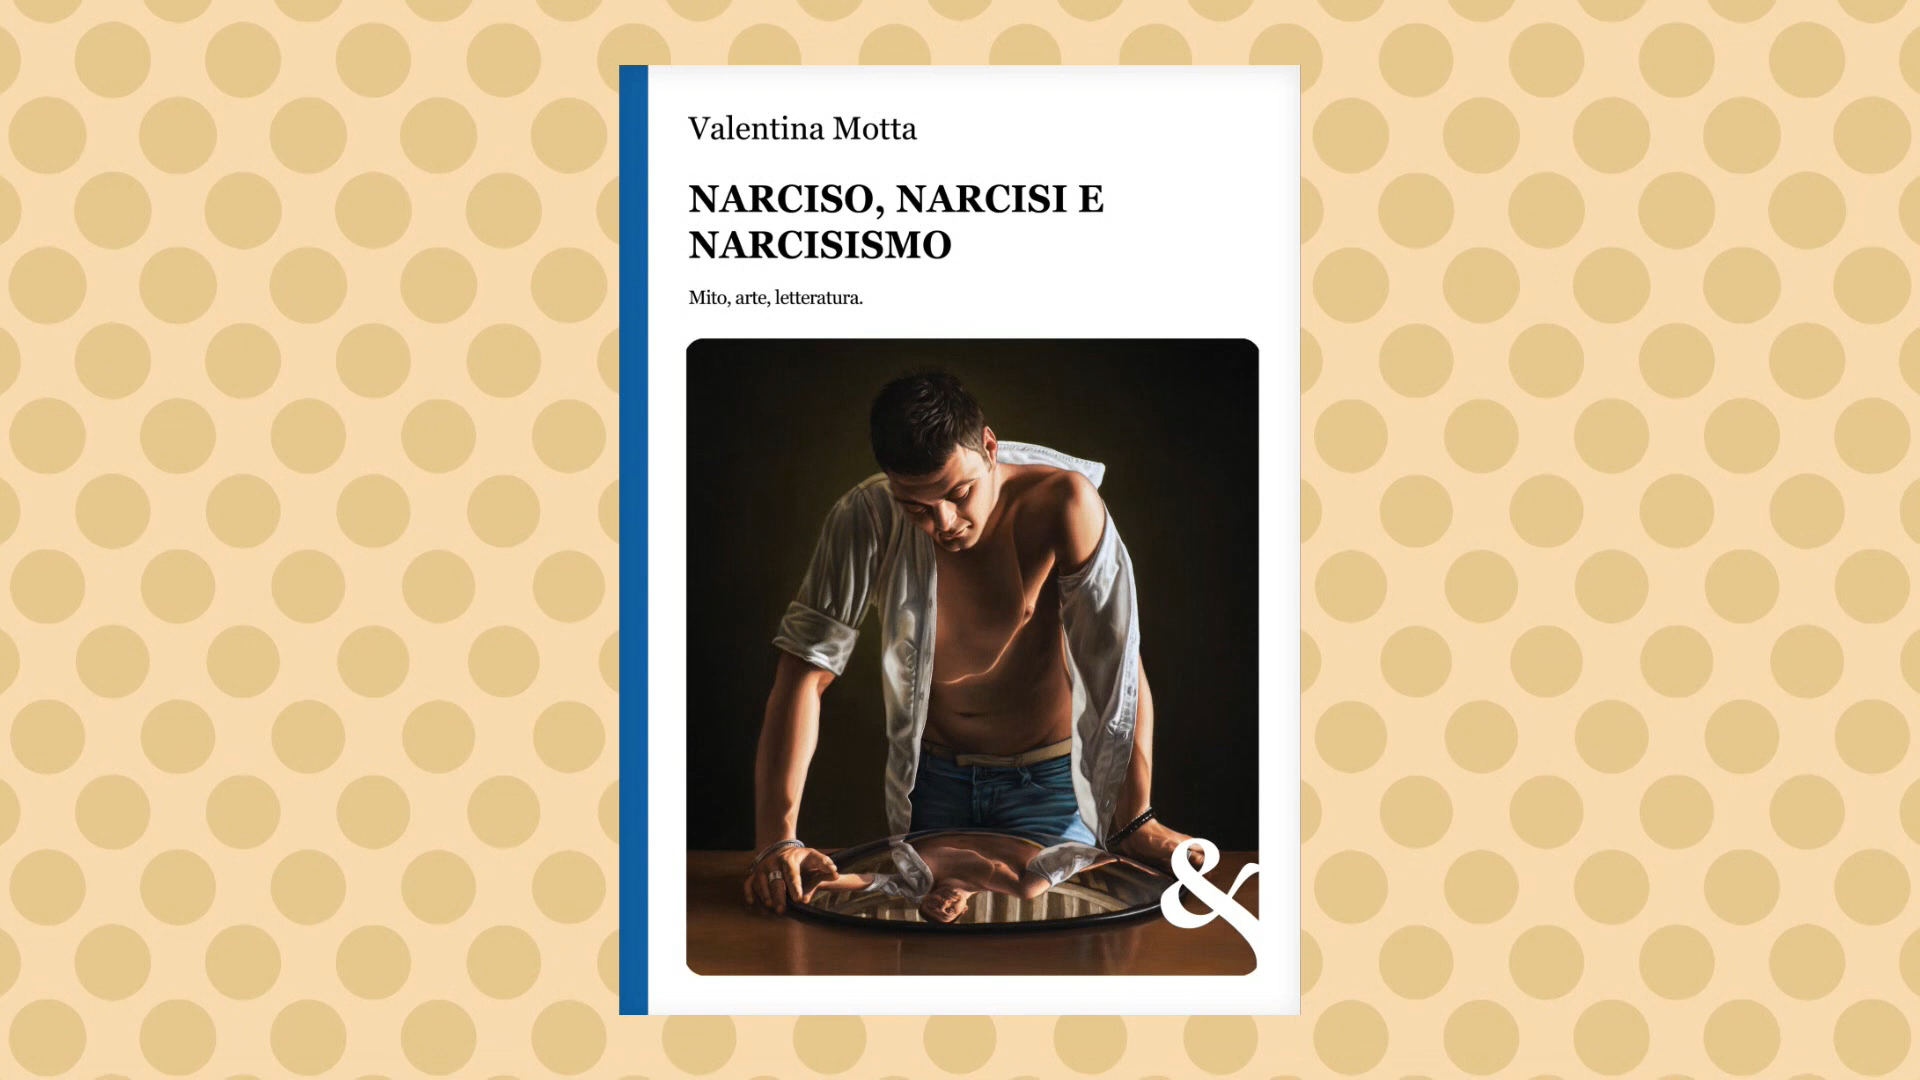 Valentina Motta
NARCISO, NARCISI E
NARCISISMO
Mito, arte, letteratura.
&